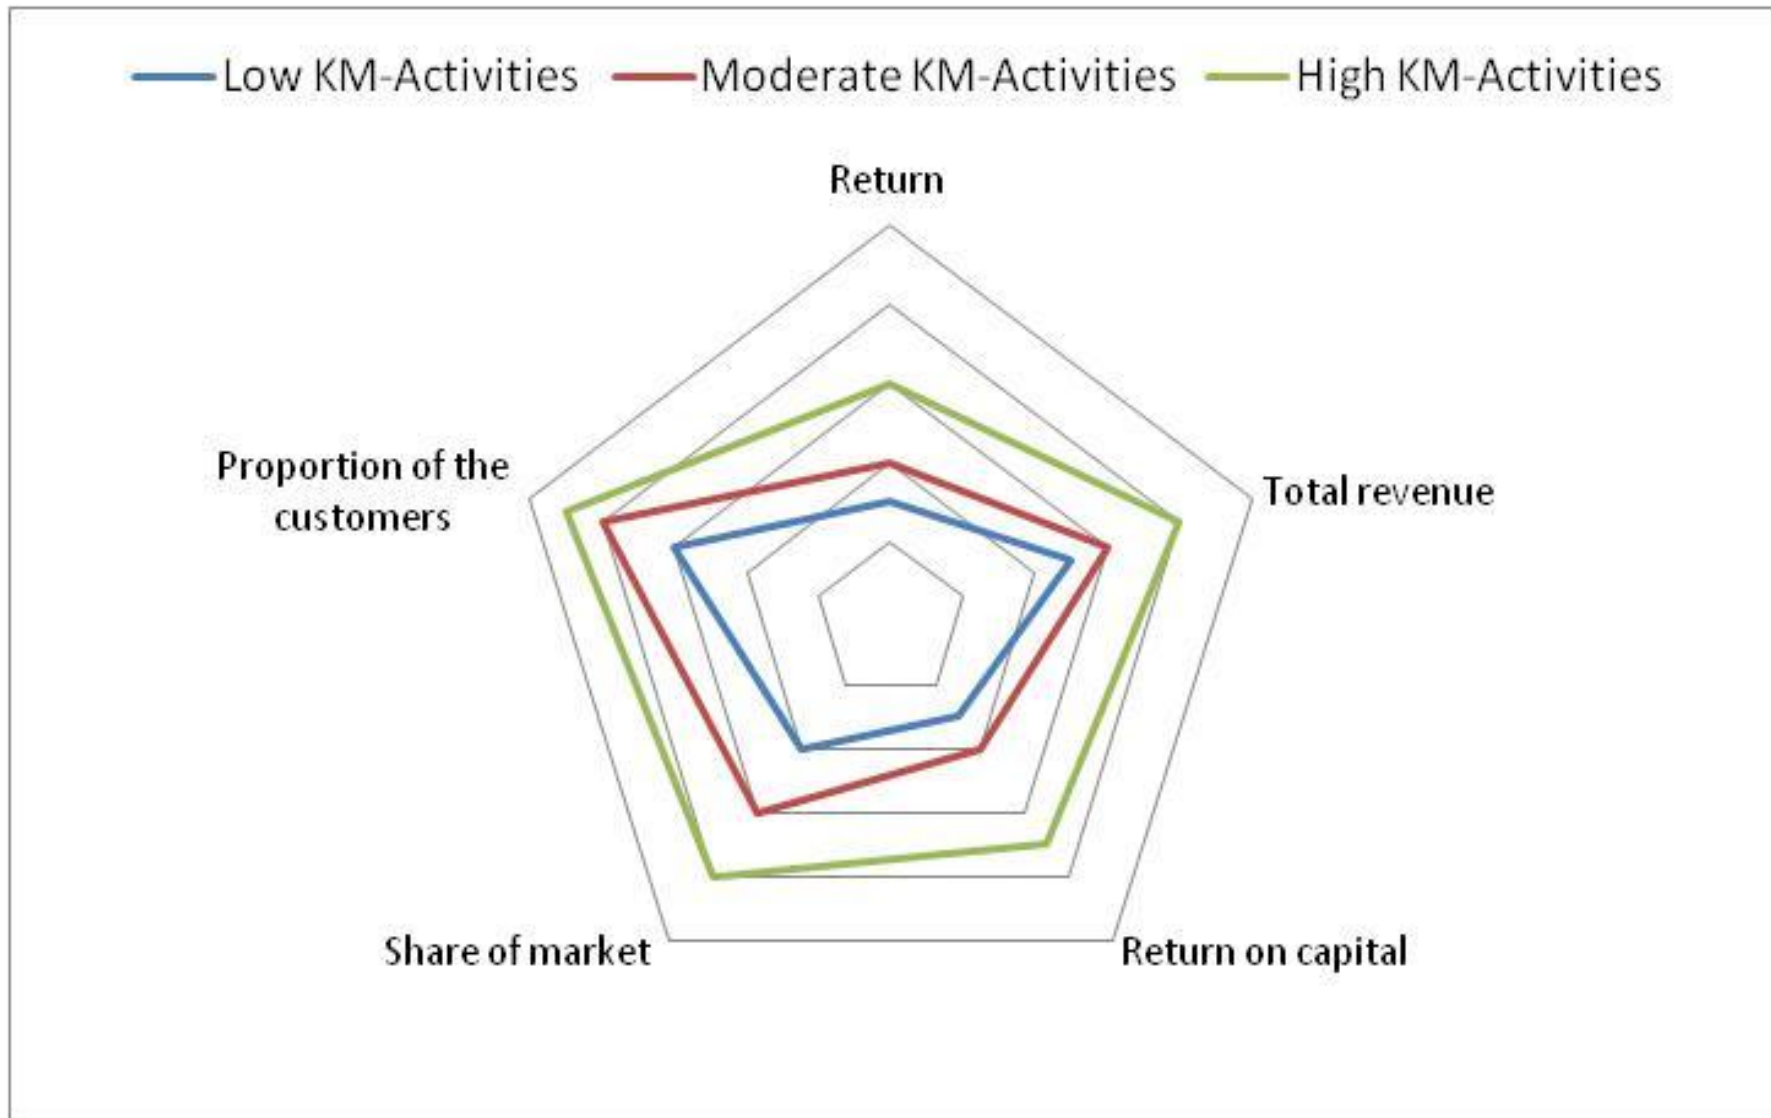 Low KM-Activities Moderate KM-Activities High KM-Activities
Return
Proportion of the
customers
Total revenue
Share of market
Return on capital